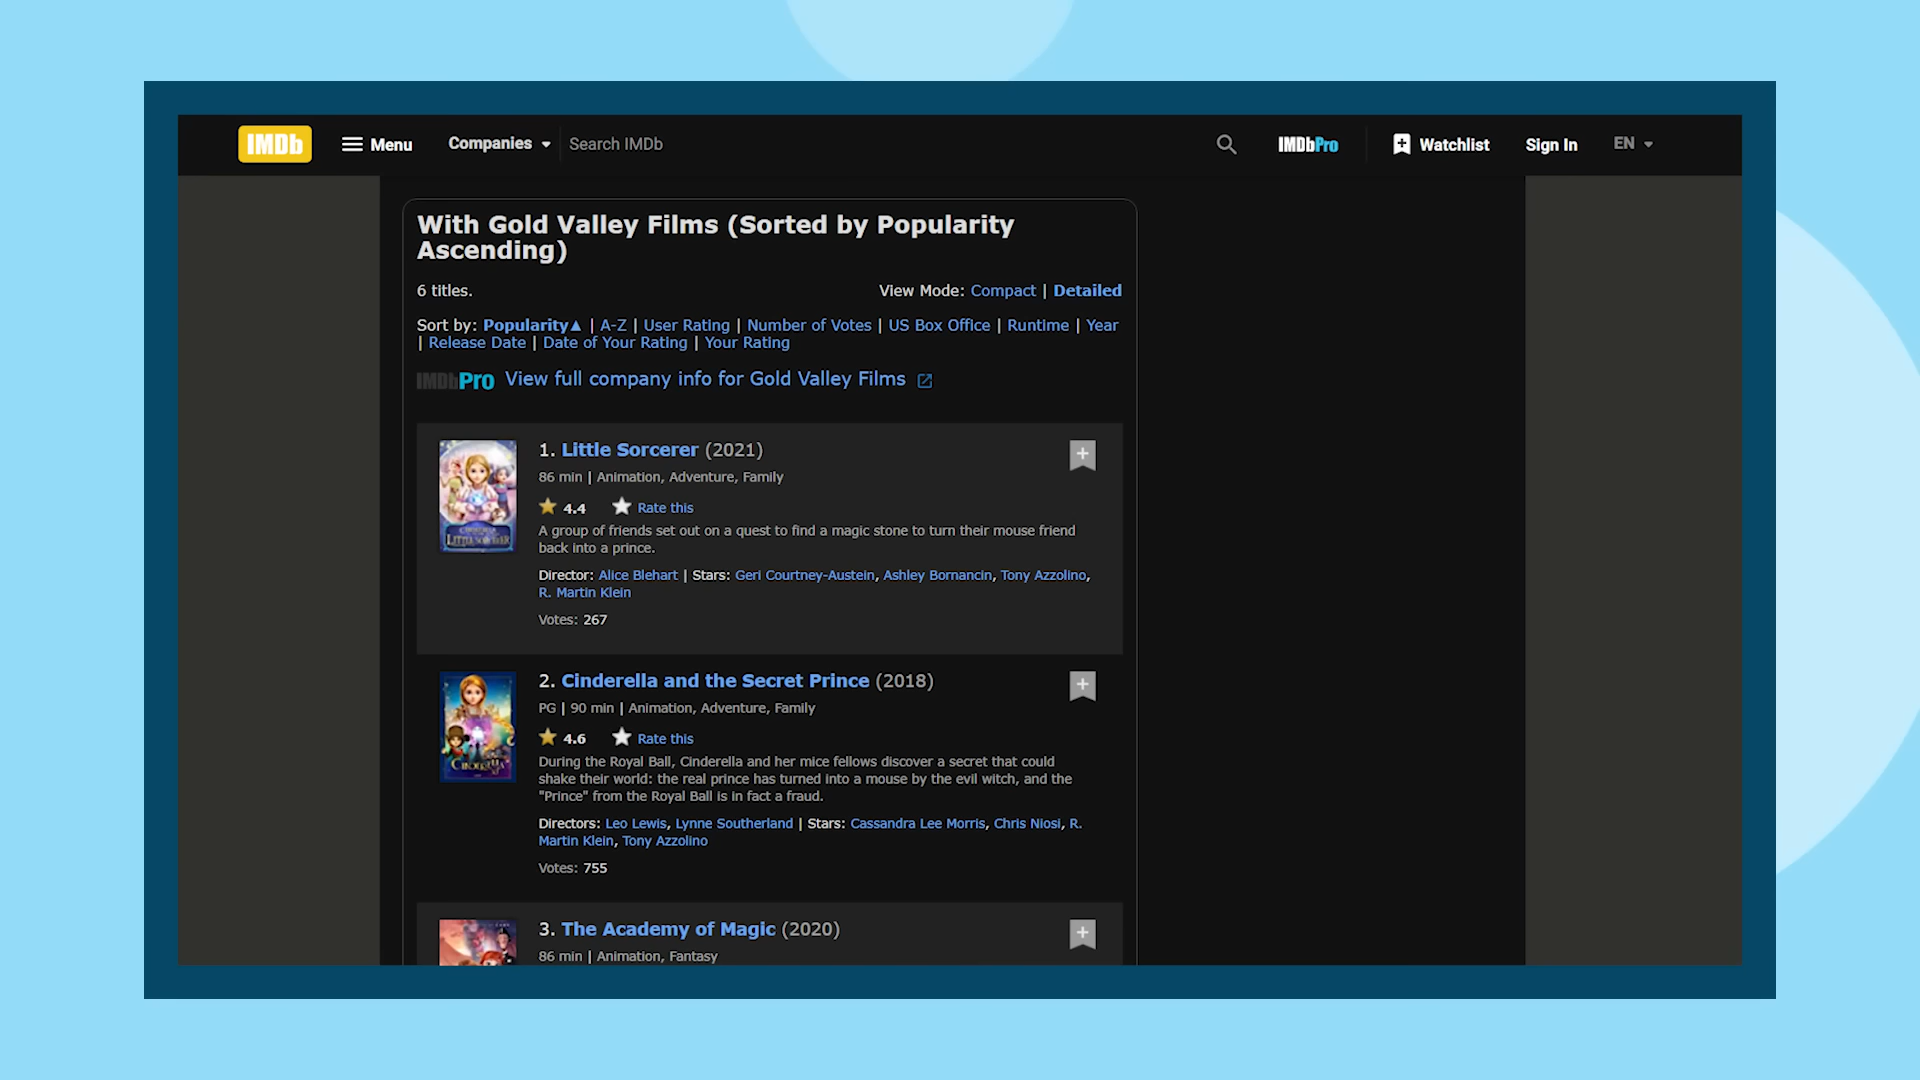 IMDb Menu Companies Search IMDb IMDbPro Watchlist Sign In EN
With Gold Valley Films (Sorted by Popularity
Ascending)
6 titles. View Mode: Compact | Detailed
Sort by: Popularity▲ | A-Z | User Rating | Number of Votes | US Box Office | Runtime | Year
| Release Date | Date of Your Rating | Your Rating
IMDbPro View full company info for Gold Valley Films
1. Little Sorcerer (2021)
86 min | Animation, Adventure, Family
4.4 Rate this
A group of friends set out on a quest to find a magic stone to turn their mouse friend
back into a prince.
Director: Alice Blehart | Stars: Geri Courtney-Austein, Ashley Bornancin, Tony Azzolino,
R. Martin Klein
Votes: 267
CINDERELLA
LITTLE SORCERER
2. Cinderella and the Secret Prince (2018)
PG | 90 min | Animation, Adventure, Family
4.6 Rate this
During the Royal Ball, Cinderella and her mice fellows discover a secret that could
shake their world: the real prince has turned into a mouse by the evil witch, and the
"Prince" from the Royal Ball is in fact a fraud.
Directors: Leo Lewis, Lynne Southerland | Stars: Cassandra Lee Morris, Chris Niosi, R.
Martin Klein, Tony Azzolino
Votes: 755
CINDERELLA
3. The Academy of Magic (2020)
86 min | Animation, Fantasy